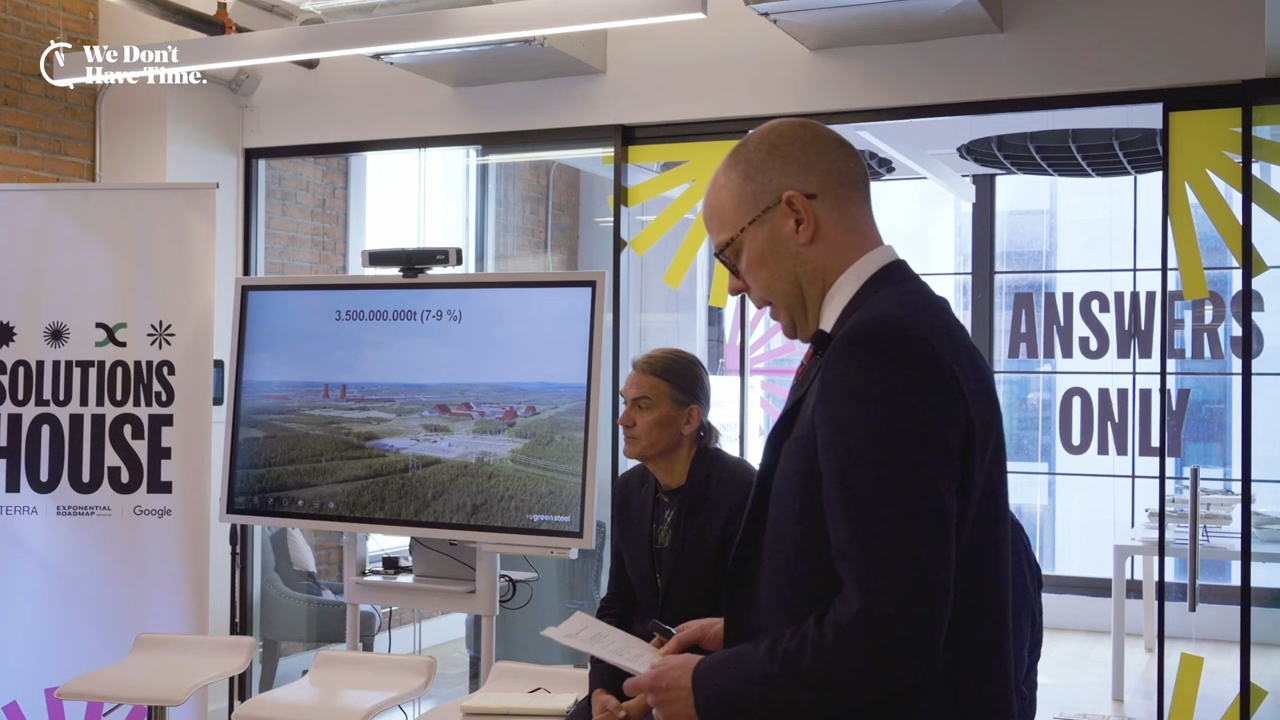 We Don't
Have Time.
SOLUTIONS
HOUSE
TERRA
EXPONENTIAL
ROADMAP
Google
3.500.000.000t (7-9 %)
greensteel
ANSWERS
ONLY